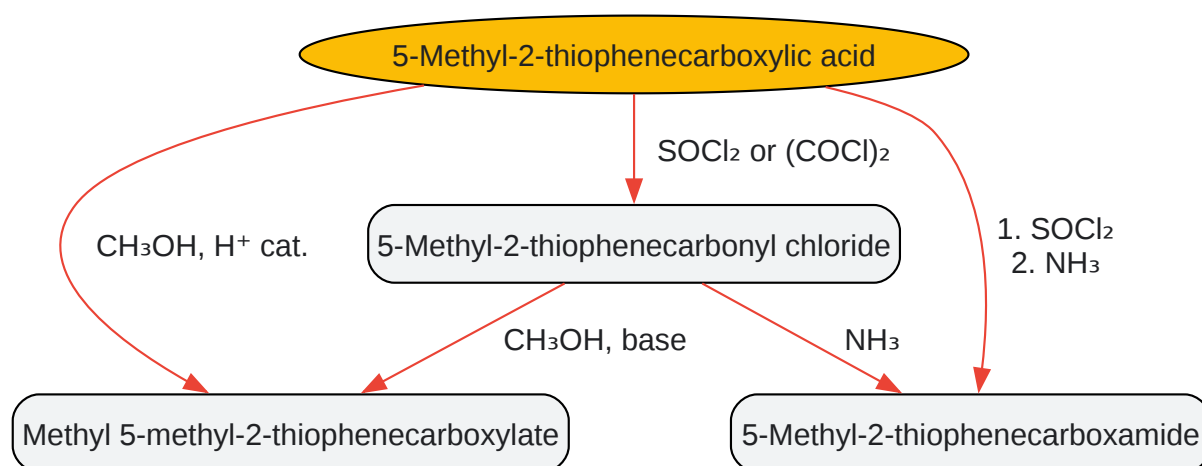 5-Methyl-2-thiophenecarboxylic acid
SOCl₂ or (COCl)₂
CH₃OH, H⁺ cat.
5-Methyl-2-thiophenecarbonyl chloride
1. SOCl₂
2. NH₃
CH₃OH, base
NH₃
Methyl 5-methyl-2-thiophenecarboxylate
5-Methyl-2-thiophenecarboxamide